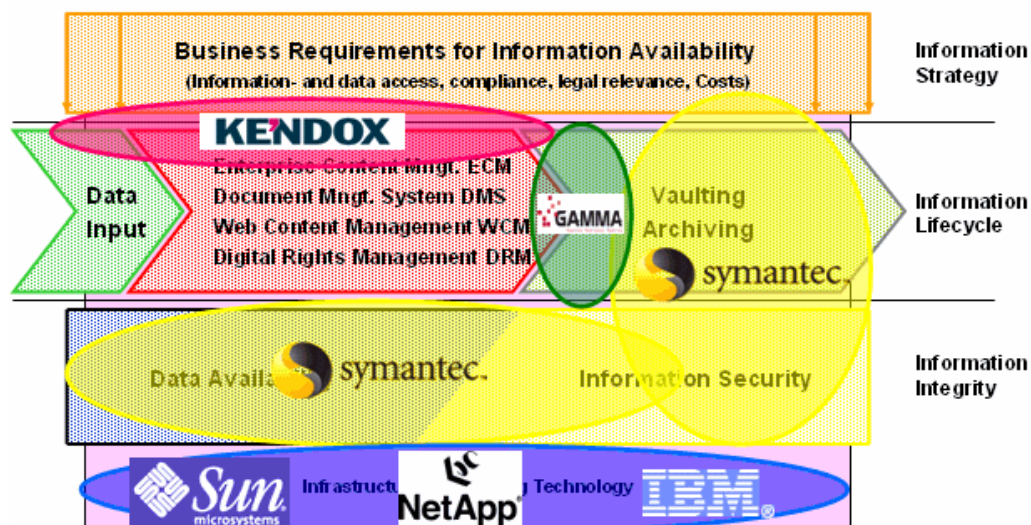 Business Requirements for Information Availability
(Information- and data access, compliance, legal relevance, Costs)
Information
Strategy
KENDOX
Enterprise Content Mngt. ECM
Document Mngt. System DMS
Web Content Management WCM
Digital Rights Management DRM
Data
Input
GAMMA
Vaulting
Archiving
symantec.
Information
Lifecycle
Data
symantec.
Information Security
Information
Integrity
Sun
microsystems
NetApp
Technology
IBM